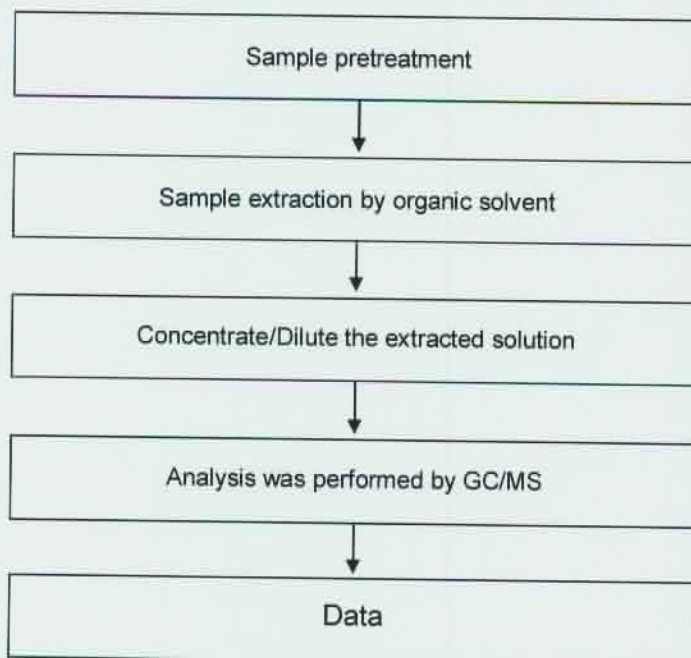 Sample pretreatment
Sample extraction by organic solvent
Concentrate/Dilute the extracted solution
Analysis was performed by GC/MS
Data